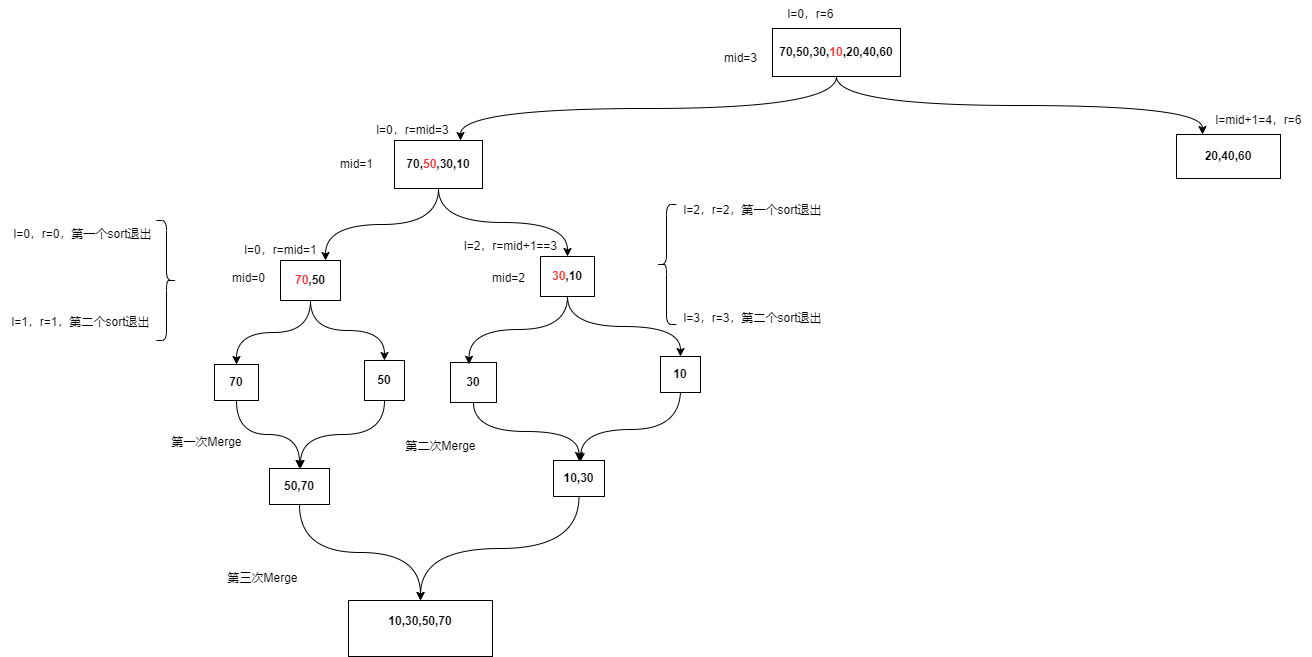 l=0，r=6
70,50,30,10,20,40,60
mid=3
l=mid+1=4，r=6
20,40,60
l=0，r=mid=3
mid=1
70,50,30,10
l=0，r=0，第一个sort退出
l=1，r=1，第二个sort退出
l=0，r=mid=1
mid=0
70,50
l=2，r=mid+1==3
mid=2
30,10
l=2，r=2，第一个sort退出
l=3，r=3，第二个sort退出
70
50
30
10
第一次Merge
第二次Merge
50,70
10,30
第三次Merge
10,30,50,70